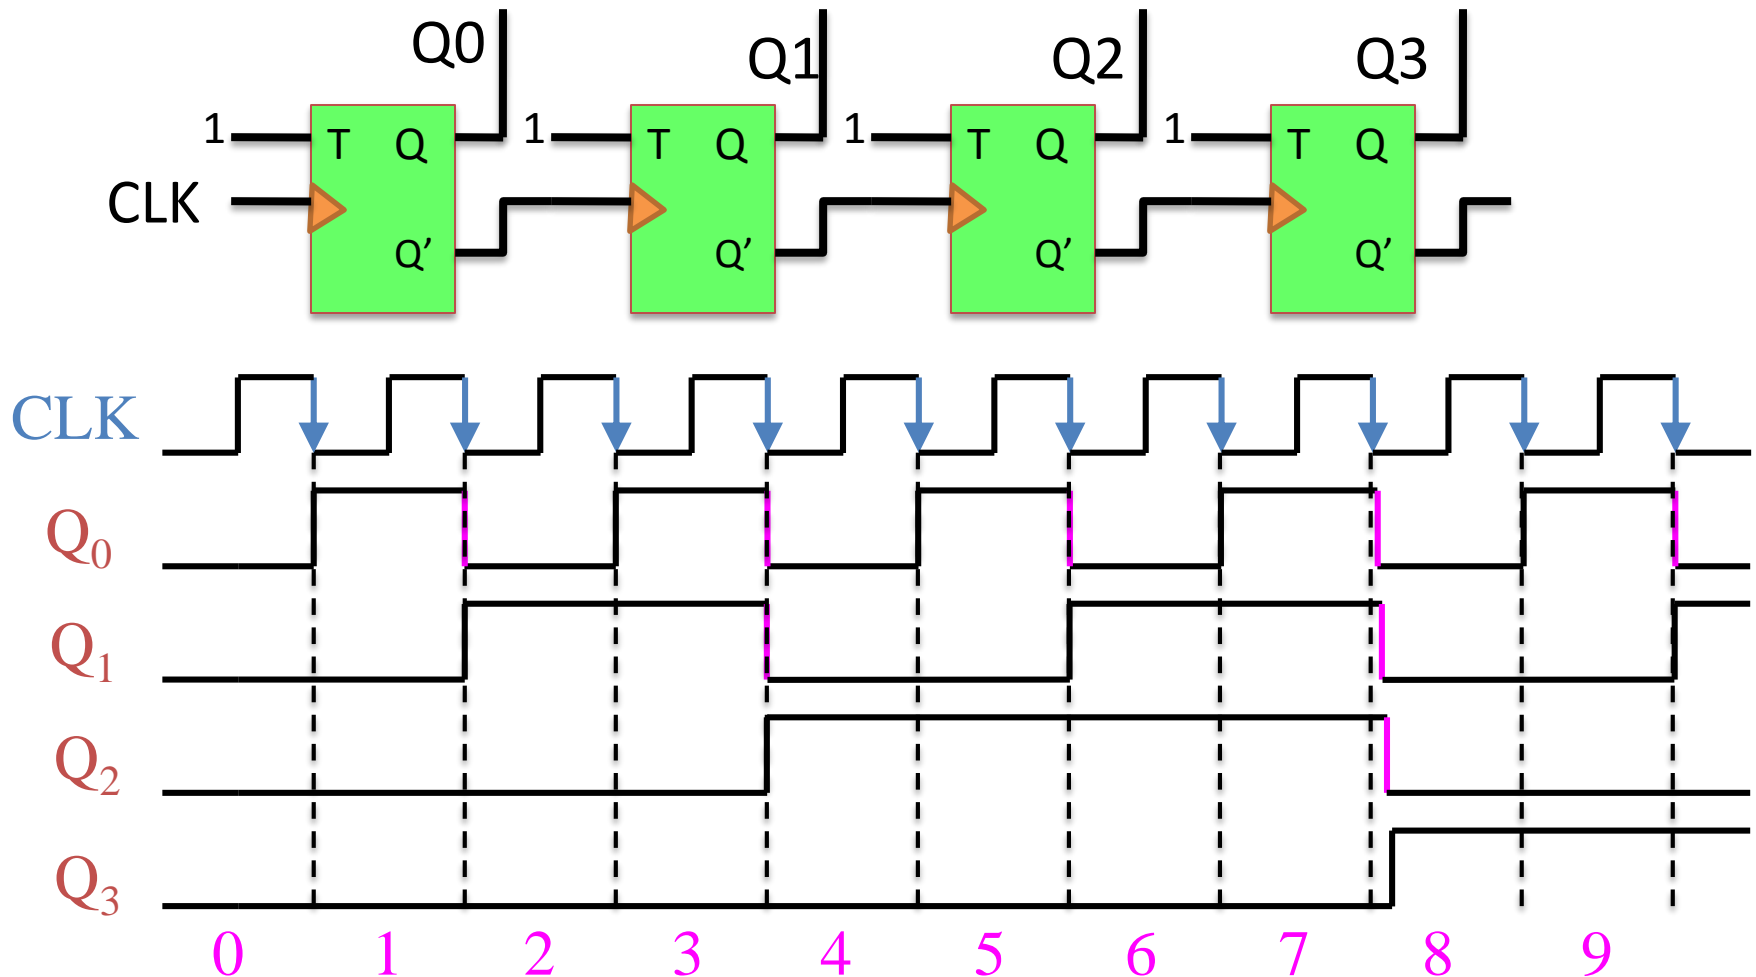 Q0 Q1 Q2 Q3
1 T Q 1 T Q 1 T Q 1 T Q
CLK
Q’ Q’ Q’ Q’
CLK
Q0
Q1
Q2
Q3
0 1 2 3 4 5 6 7 8 9